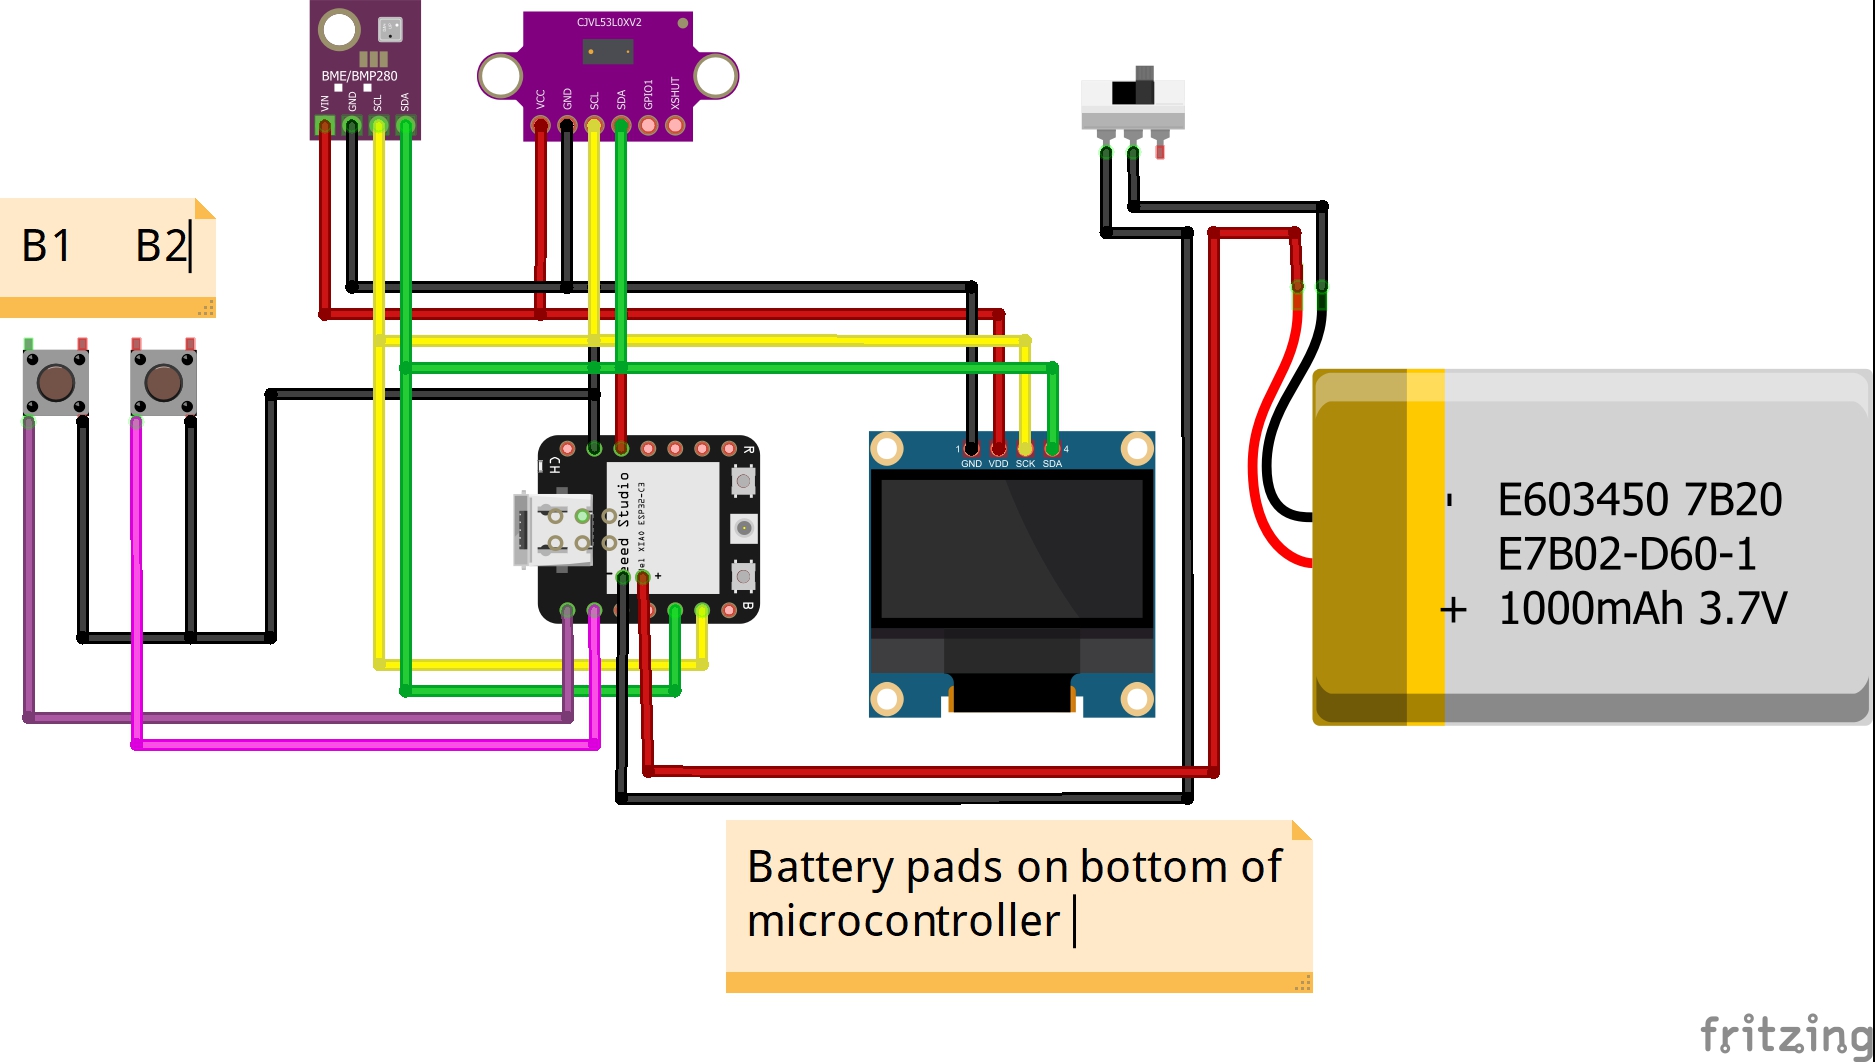 CJVL53L0XV2
BME/BMP280
VIN GND SCL SDA
VCC GND SCL SDA GPIO1 XSHUT
B1 B2
CH
R
1 4
GND VDD SCK SDA
eed Studio
XIAO ESP32-C3
- +
B
- E603450 7B20
E7B02-D60-1
+ 1000mAh 3.7V
Battery pads on bottom of
microcontroller
fritzing